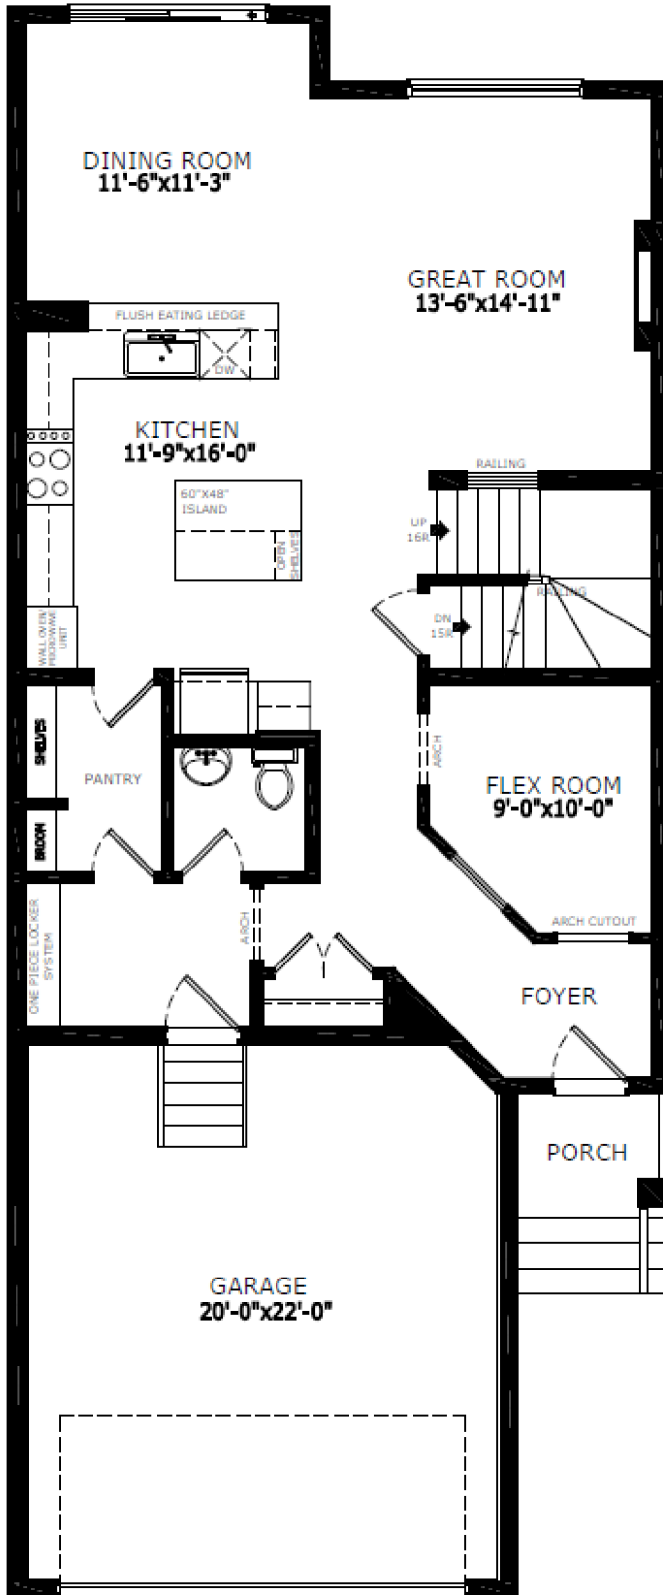 DINING ROOM
11'-6"x11'-3"
GREAT ROOM
13'-6"x14'-11"
FLUSH EATING LEDGE
DW
KITCHEN
11'-9"x16'-0"
RAILING
60"X48"
ISLAND
OPEN
SHELVES
UP
16R
RAILING
DN
15R
WALL OVEN/
MICROWAVE
UNIT
SHELVES
PANTRY
ARCH
FLEX ROOM
9'-0"x10'-0"
BROOM
ONE PIECE LOCKER
SYSTEM
ARCH
ARCH CUTOUT
FOYER
PORCH
GARAGE
20'-0"x22'-0"